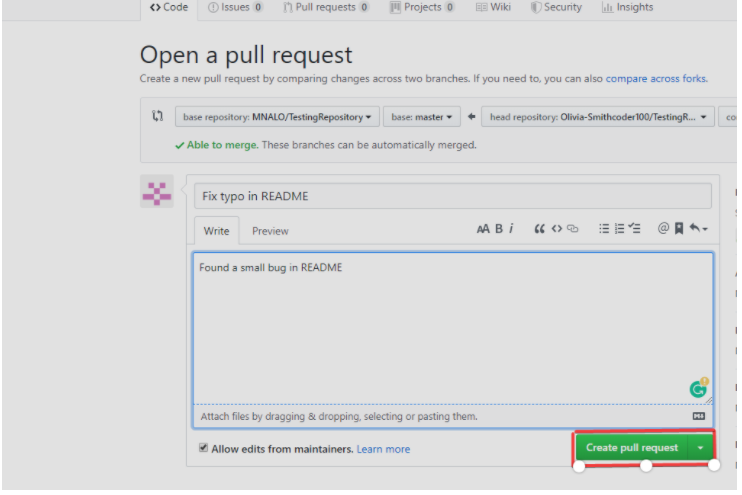 Code Issues 0 Pull requests 0 Projects 0 Wiki Security Insights
Open a pull request
Create a new pull request by comparing changes across two branches. If you need to, you can also compare across forks.
base repository: MNALO/TestingRepository base: master head repository: Olivia-Smithcoder100/TestingR... co
Able to merge. These branches can be automatically merged.
Fix typo in README
Write Preview AA B i
Found a small bug in README
Attach files by dragging & dropping, selecting or pasting them.
Allow edits from maintainers. Learn more Create pull request